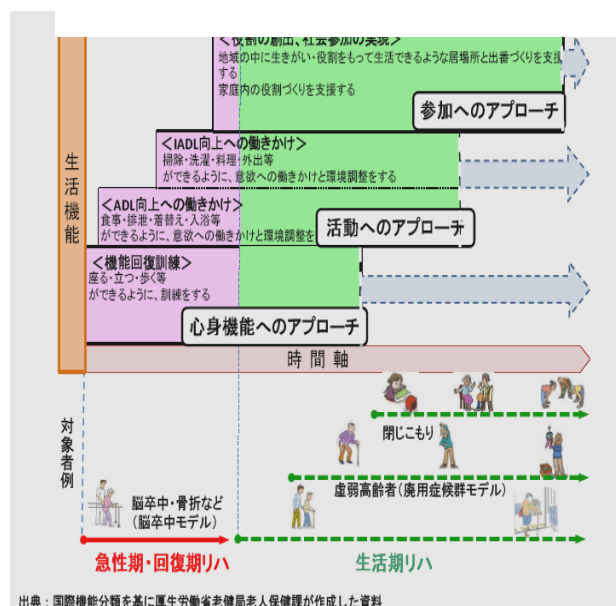 ＜役割の創出、社会参加の実現＞
地域の中に生きがい・役割をもって生活できるような居場所と出番づくりを支援
する
家庭内の役割づくりを支援する
参加へのアプローチ
＜IADL向上への働きかけ＞
掃除・洗濯・料理・外出等
ができるように、意欲への働きかけと環境調整をする
＜ADL向上への働きかけ＞
食事・排泄・着替え・入浴等
ができるように、意欲への働きかけと環境調整を
活動へのアプローチ
＜機能回復訓練＞
座る・立つ・歩く等
ができるように、訓練をする
心身機能へのアプローチ
生活機能
時間軸
対象者例
閉じこもり
虚弱高齢者（廃用症候群モデル）
脳卒中・骨折など
（脳卒中モデル）
急性期・回復期リハ
生活期リハ
出典：国際機能分類を基に厚生労働省老健局老人保健課が作成した資料